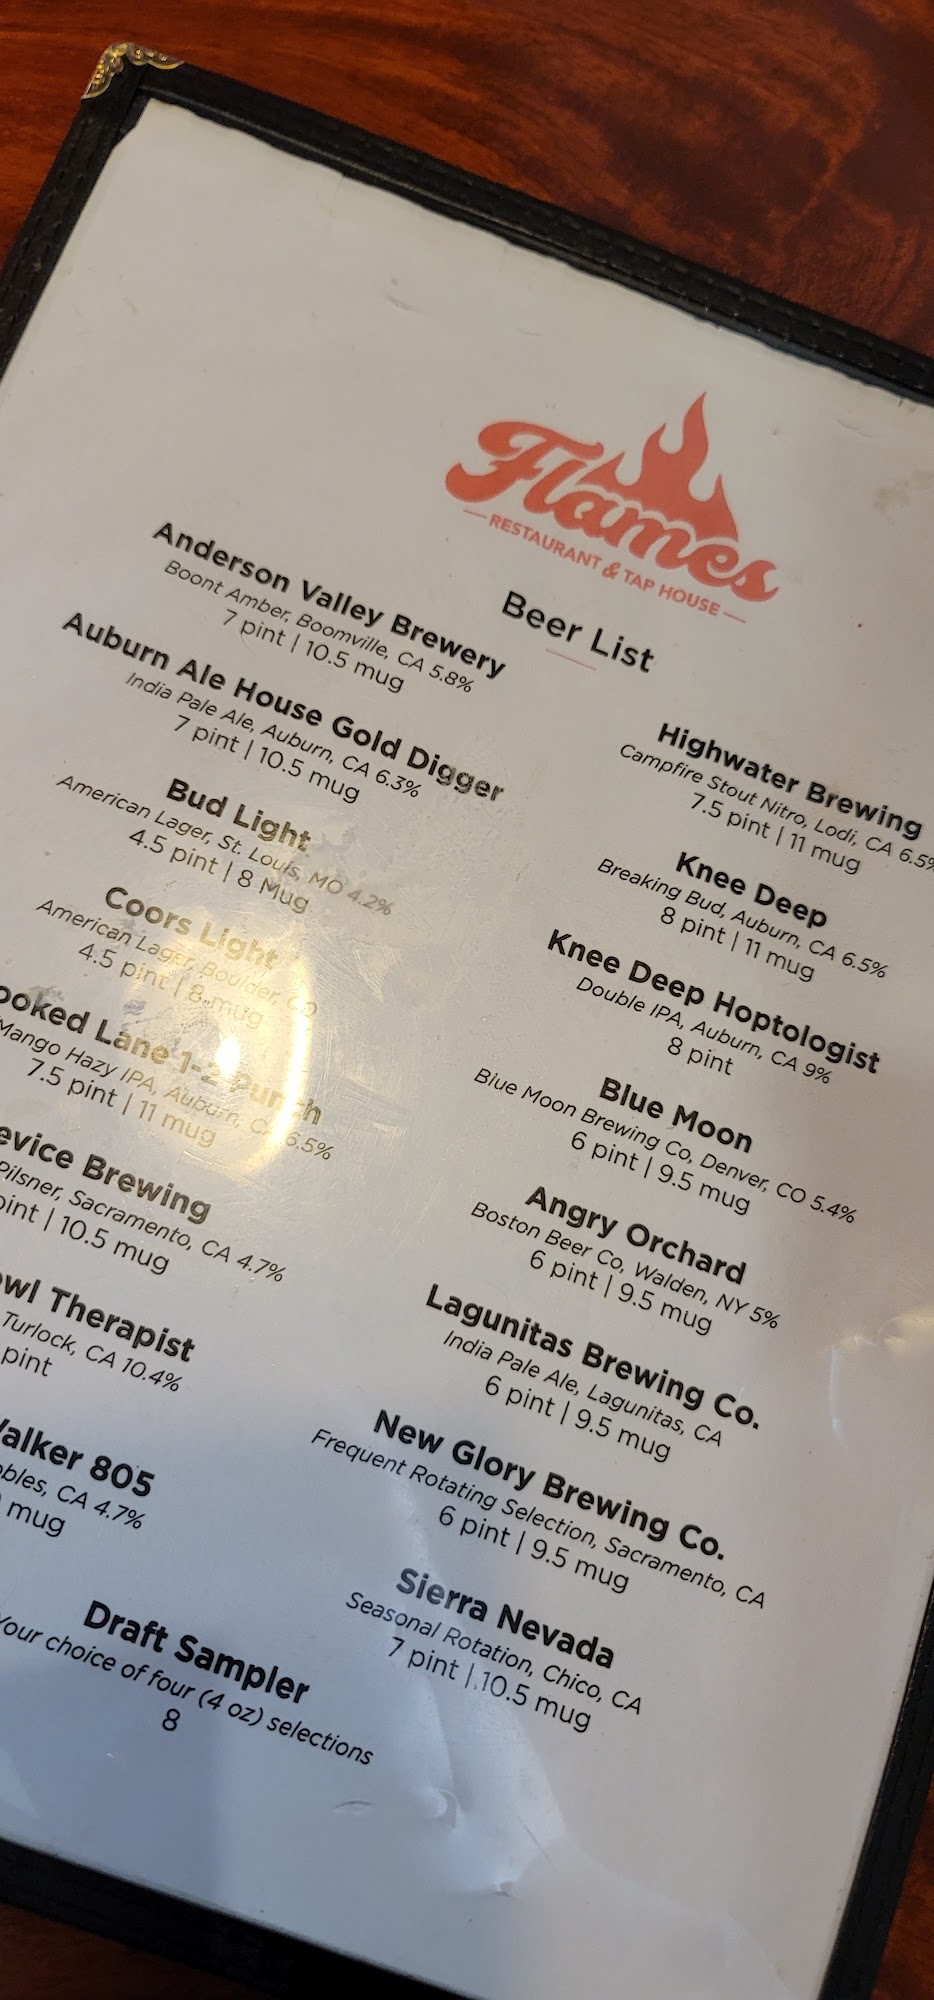 Flames
RESTAURANT & TAP HOUSE
Beer List
Anderson Valley Brewery
Boont Amber, Boomville, CA 5.8%
7 pint | 10.5 mug
Auburn Ale House Gold Digger
India Pale Ale, Auburn, CA 6.3%
7 pint | 10.5 mug
Bud Light
American Lager, St. Louis, MO 4.2%
4.5 pint | 8 Mug
Coors Light
American Lager, Boulder, CO
4.5 pint | 8 mug
ooked Lane 1-2 Punch
Mango Hazy IPA, Auburn, CA 6.5%
7.5 pint | 11 mug
evice Brewing
Pilsner, Sacramento, CA 4.7%
pint | 10.5 mug
owl Therapist
Turlock, CA 10.4%
pint
Walker 805
obles, CA 4.7%
mug
Draft Sampler
Your choice of four (4 oz) selections
8
Highwater Brewing
Campfire Stout Nitro, Lodi, CA 6.5%
7.5 pint | 11 mug
Knee Deep
Breaking Bud, Auburn, CA 6.5%
8 pint | 11 mug
Knee Deep Hoptologist
Double IPA, Auburn, CA 9%
8 pint
Blue Moon
Blue Moon Brewing Co, Denver, CO 5.4%
6 pint | 9.5 mug
Angry Orchard
Boston Beer Co, Walden, NY 5%
6 pint | 9.5 mug
Lagunitas Brewing Co.
India Pale Ale, Lagunitas, CA
6 pint | 9.5 mug
New Glory Brewing Co.
Frequent Rotating Selection, Sacramento, CA
6 pint | 9.5 mug
Sierra Nevada
Seasonal Rotation, Chico, CA
7 pint | 10.5 mug